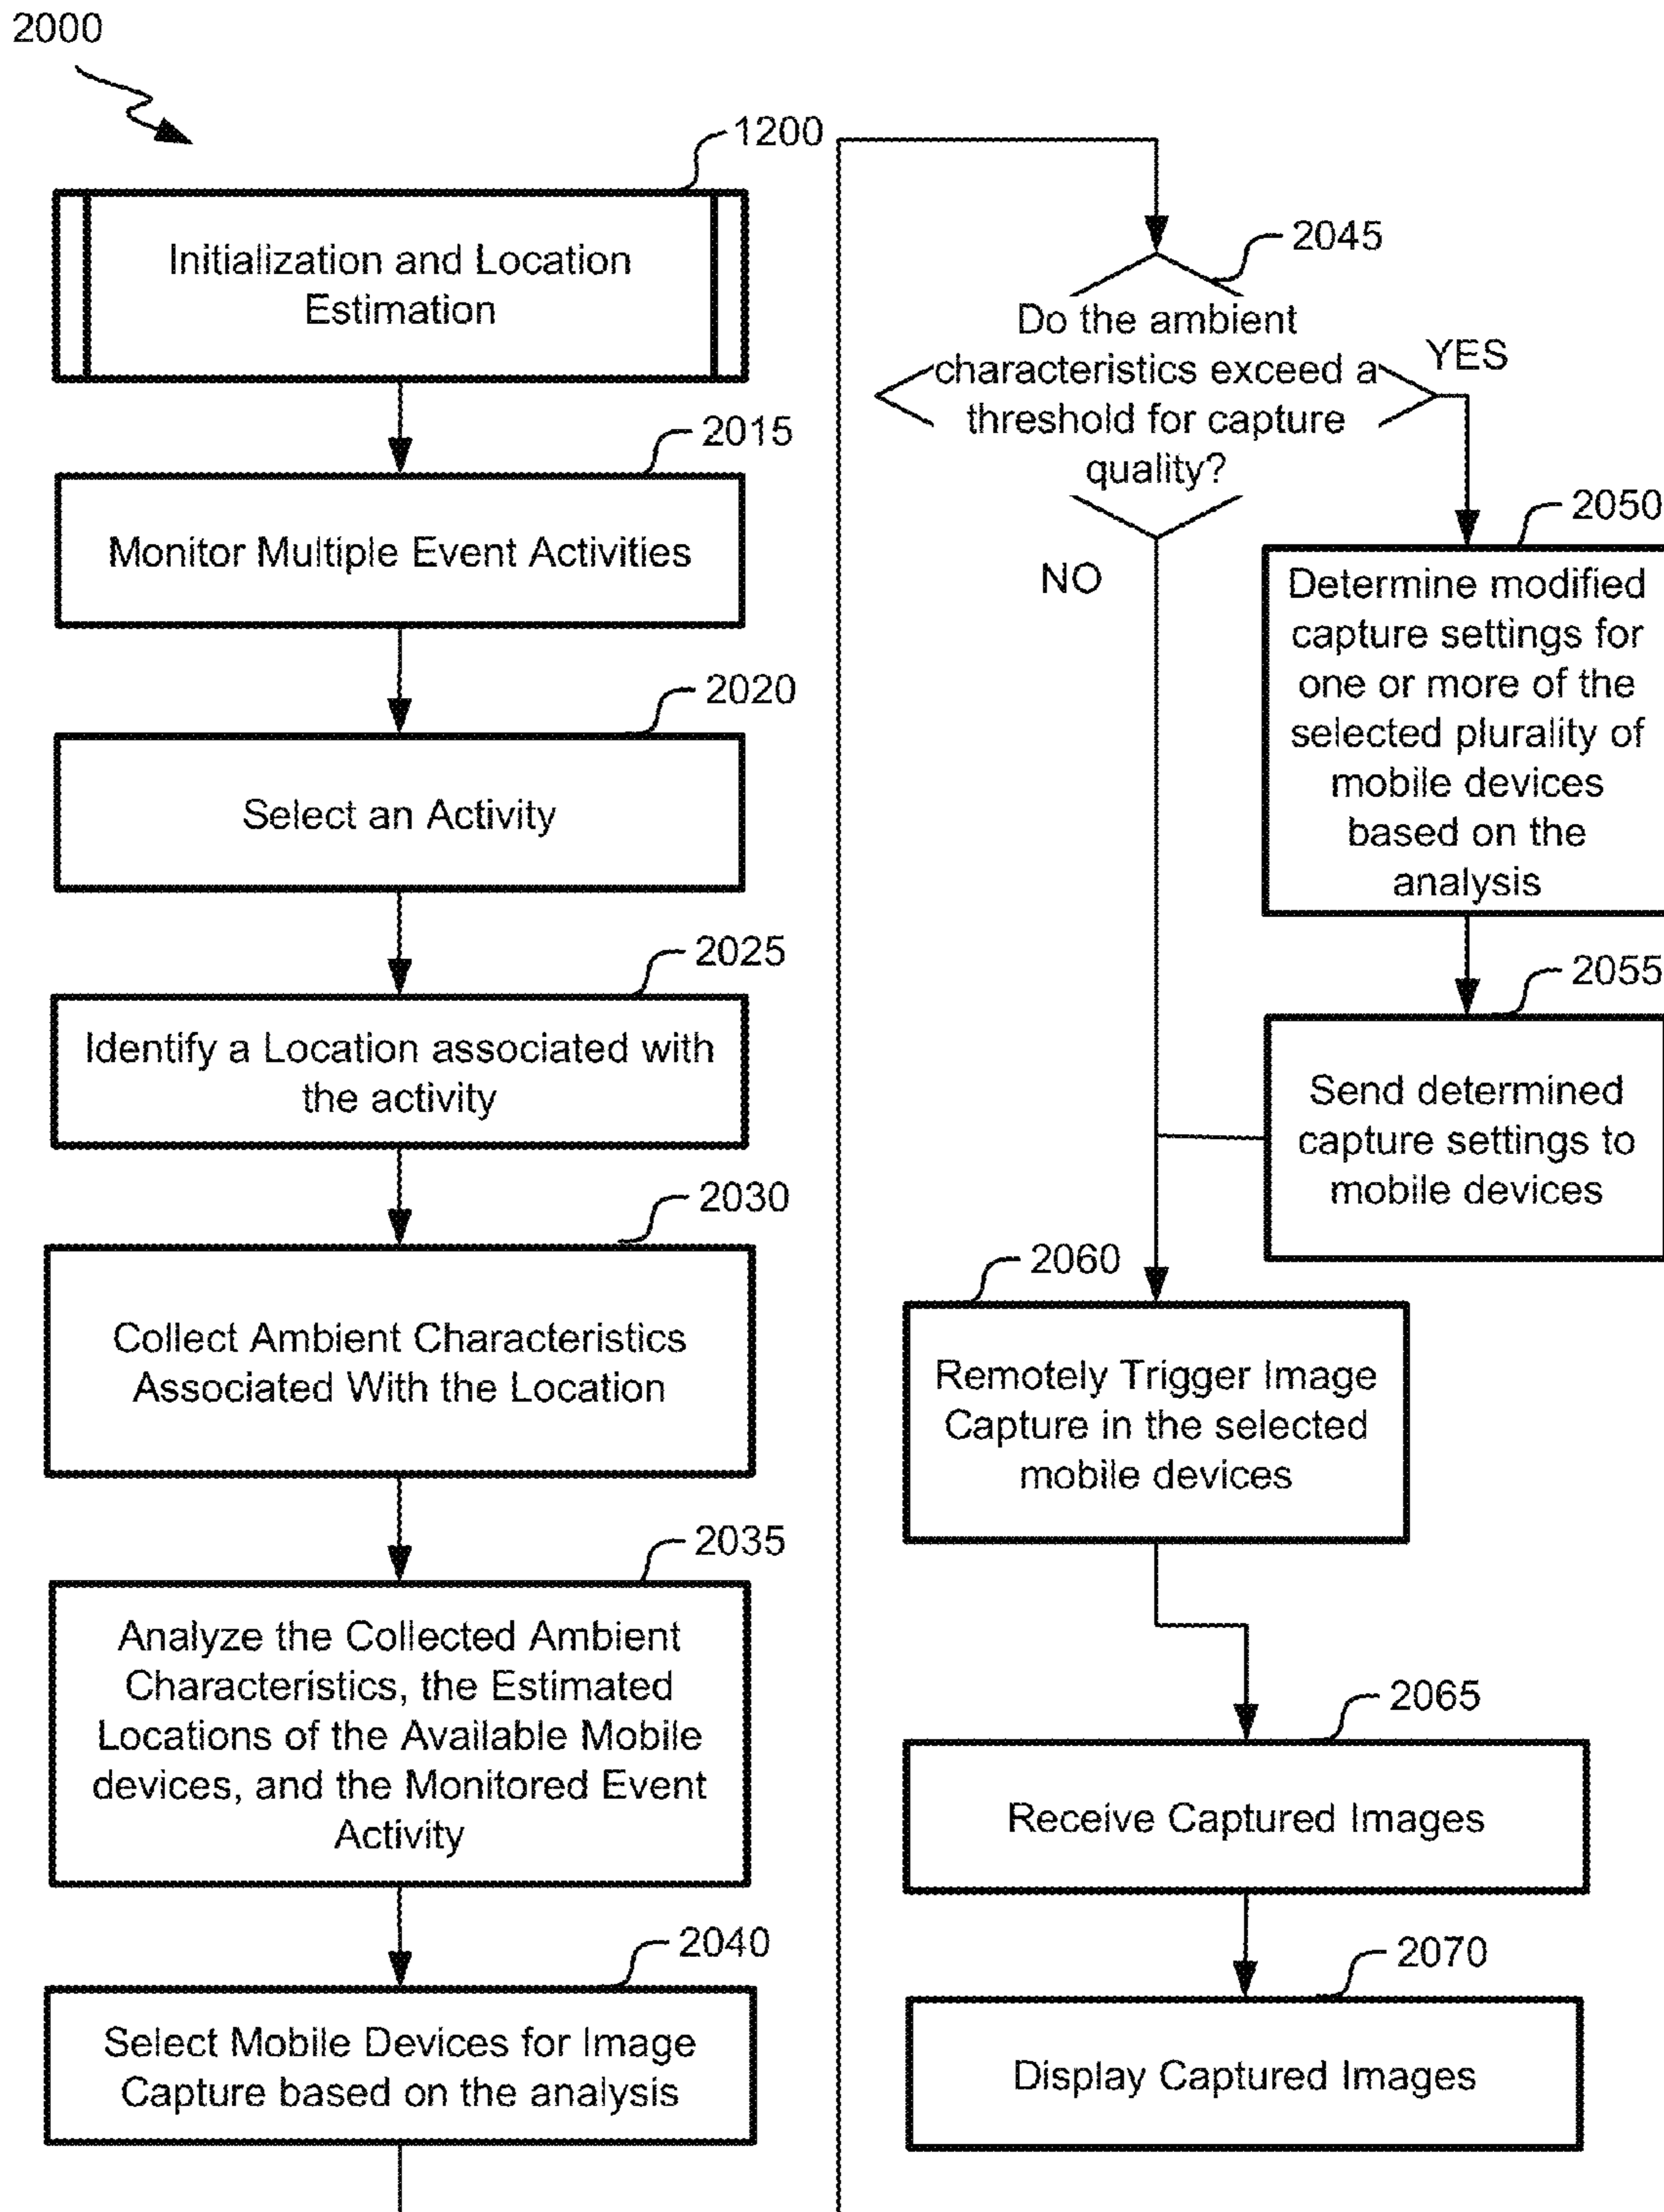 2000
1200
Initialization and Location
Estimation
2015
Monitor Multiple Event Activities
2020
Select an Activity
2025
Identify a Location associated with
the activity
2030
Collect Ambient Characteristics
Associated With the Location
2035
Analyze the Collected Ambient
Characteristics, the Estimated
Locations of the Available Mobile
devices, and the Monitored Event
Activity
2040
Select Mobile Devices for Image
Capture based on the analysis
2045
Do the ambient
characteristics exceed a
threshold for capture
quality?
YES
NO
2050
Determine modified
capture settings for
one or more of the
selected plurality of
mobile devices
based on the
analysis
2055
Send determined
capture settings to
mobile devices
2060
Remotely Trigger Image
Capture in the selected
mobile devices
2065
Receive Captured Images
2070
Display Captured Images